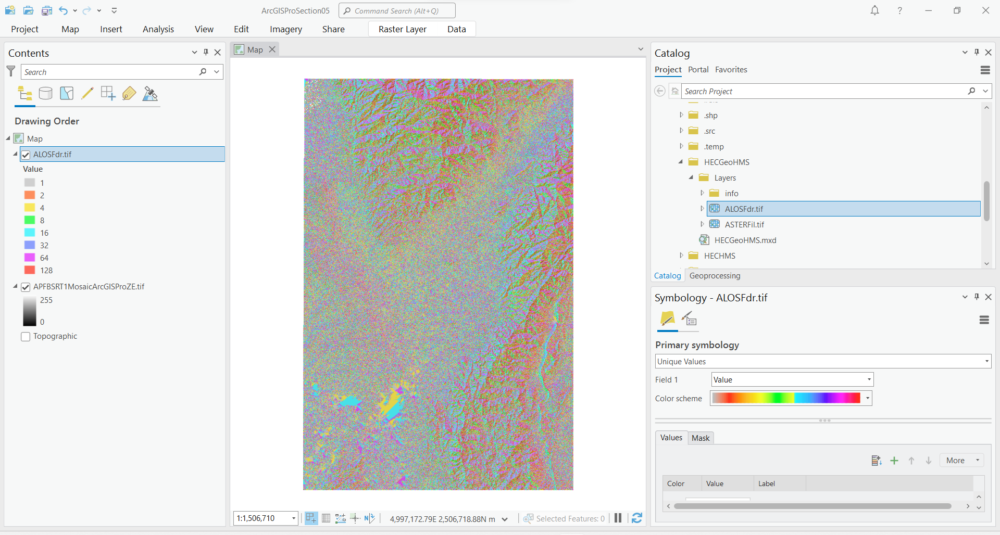 ArcGISProSection05
Command Search (Alt+Q)
?
Project Map Insert Analysis View Edit Imagery Share Raster Layer Data
Contents
Search
Drawing Order
Map
ALOSFdr.tif
Value
1
2
4
8
16
32
64
128
APFBSRT1MosaicArcGISProZE.tif
255
0
Topographic
Map
1:1,506,710
4,997,172.79E 2,506,718.88N m
Selected Features: 0
Catalog
Project Portal Favorites
Search Project
.shp
.src
.temp
HECGeoHMS
Layers
info
ALOSFdr.tif
ASTERFil.tif
HECGeoHMS.mxd
HECHMS
Catalog Geoprocessing
Symbology - ALOSFdr.tif
Primary symbology
Unique Values
Field 1 Value
Color scheme
Values Mask
More
Color Value Label